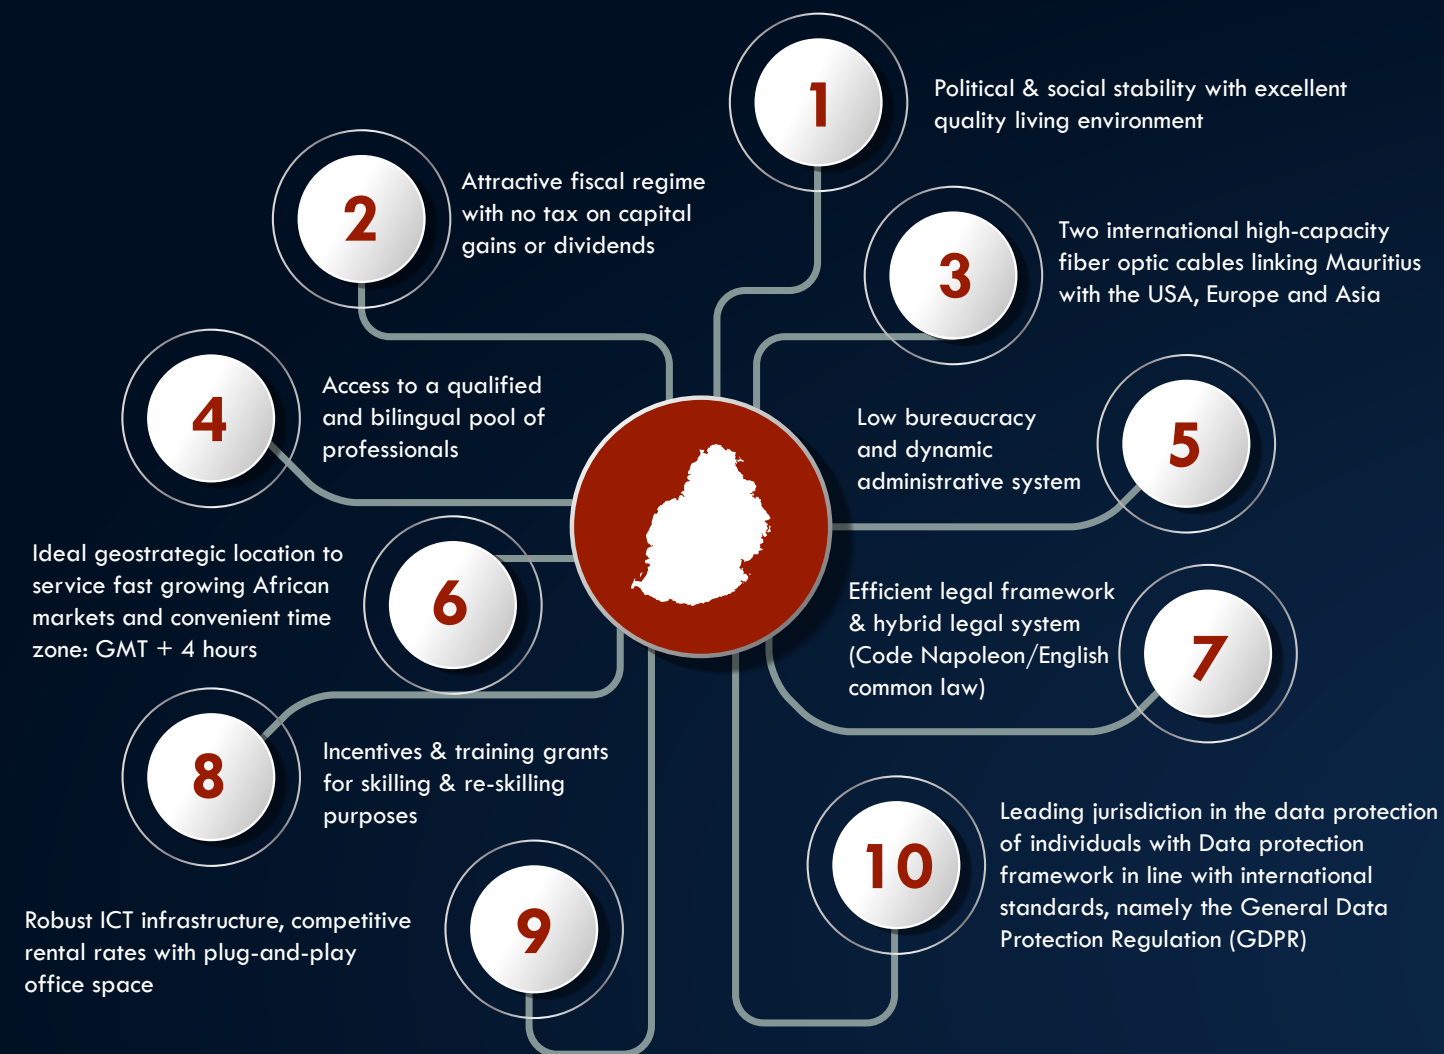 1
Political & social stability with excellent
quality living environment
2
Attractive fiscal regime
with no tax on capital
gains or dividends
3
Two international high-capacity
fiber optic cables linking Mauritius
with the USA, Europe and Asia
4
Access to a qualified
and bilingual pool of
professionals
5
Low bureaucracy
and dynamic
administrative system
6
Ideal geostrategic location to
service fast growing African
markets and convenient time
zone: GMT + 4 hours
7
Efficient legal framework
& hybrid legal system
(Code Napoleon/English
common law)
8
Incentives & training grants
for skilling & re-skilling
purposes
9
Robust ICT infrastructure, competitive
rental rates with plug-and-play
office space
10
Leading jurisdiction in the data protection
of individuals with Data protection
framework in line with international
standards, namely the General Data
Protection Regulation (GDPR)